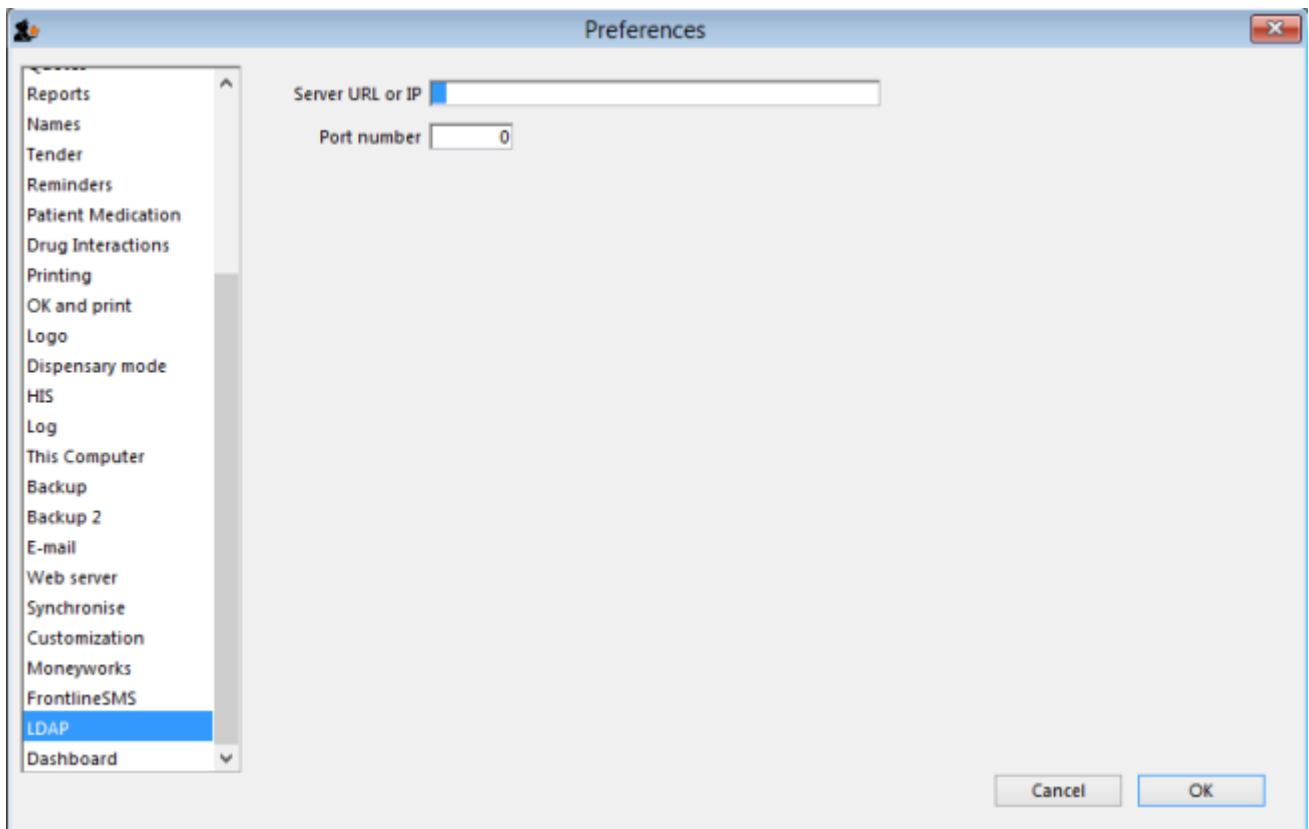 Preferences
Reports
Names
Tender
Reminders
Patient Medication
Drug Interactions
Printing
OK and print
Logo
Dispensary mode
HIS
Log
This Computer
Backup
Backup 2
E-mail
Web server
Synchronise
Customization
Moneyworks
FrontlineSMS
LDAP
Dashboard
Server URL or IP
Port number 0
Cancel OK